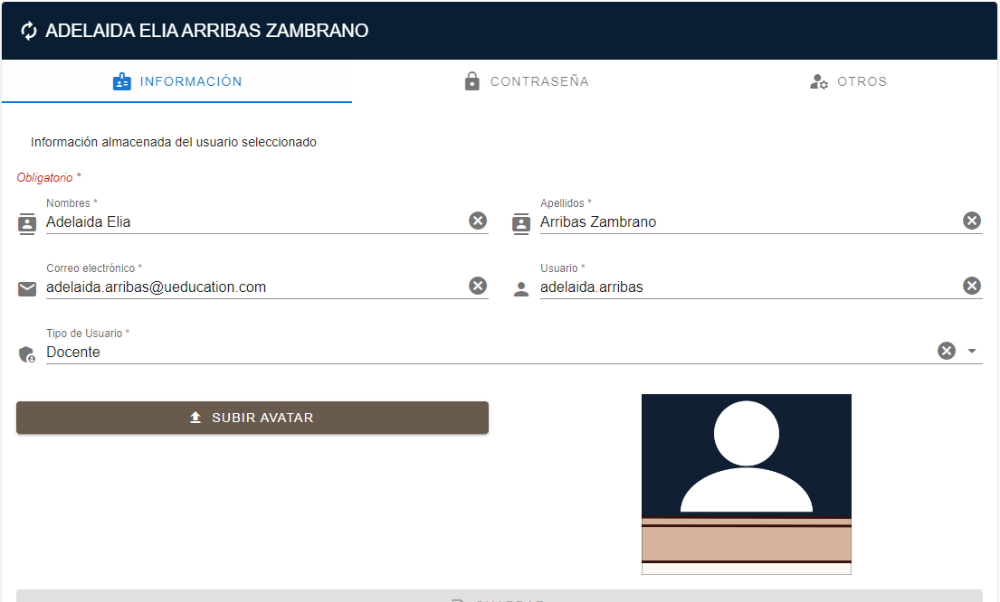 ADELAIDA ELIA ARRIBAS ZAMBRANO
INFORMACIÓN
CONTRASEÑA
OTROS
Información almacenada del usuario seleccionado
Obligatorio *
Nombres *
Adelaida Elia
Apellidos *
Arribas Zambrano
Correo electrónico *
adelaida.arribas@ueducation.com
Usuario *
adelaida.arribas
Tipo de Usuario *
Docente
SUBIR AVATAR